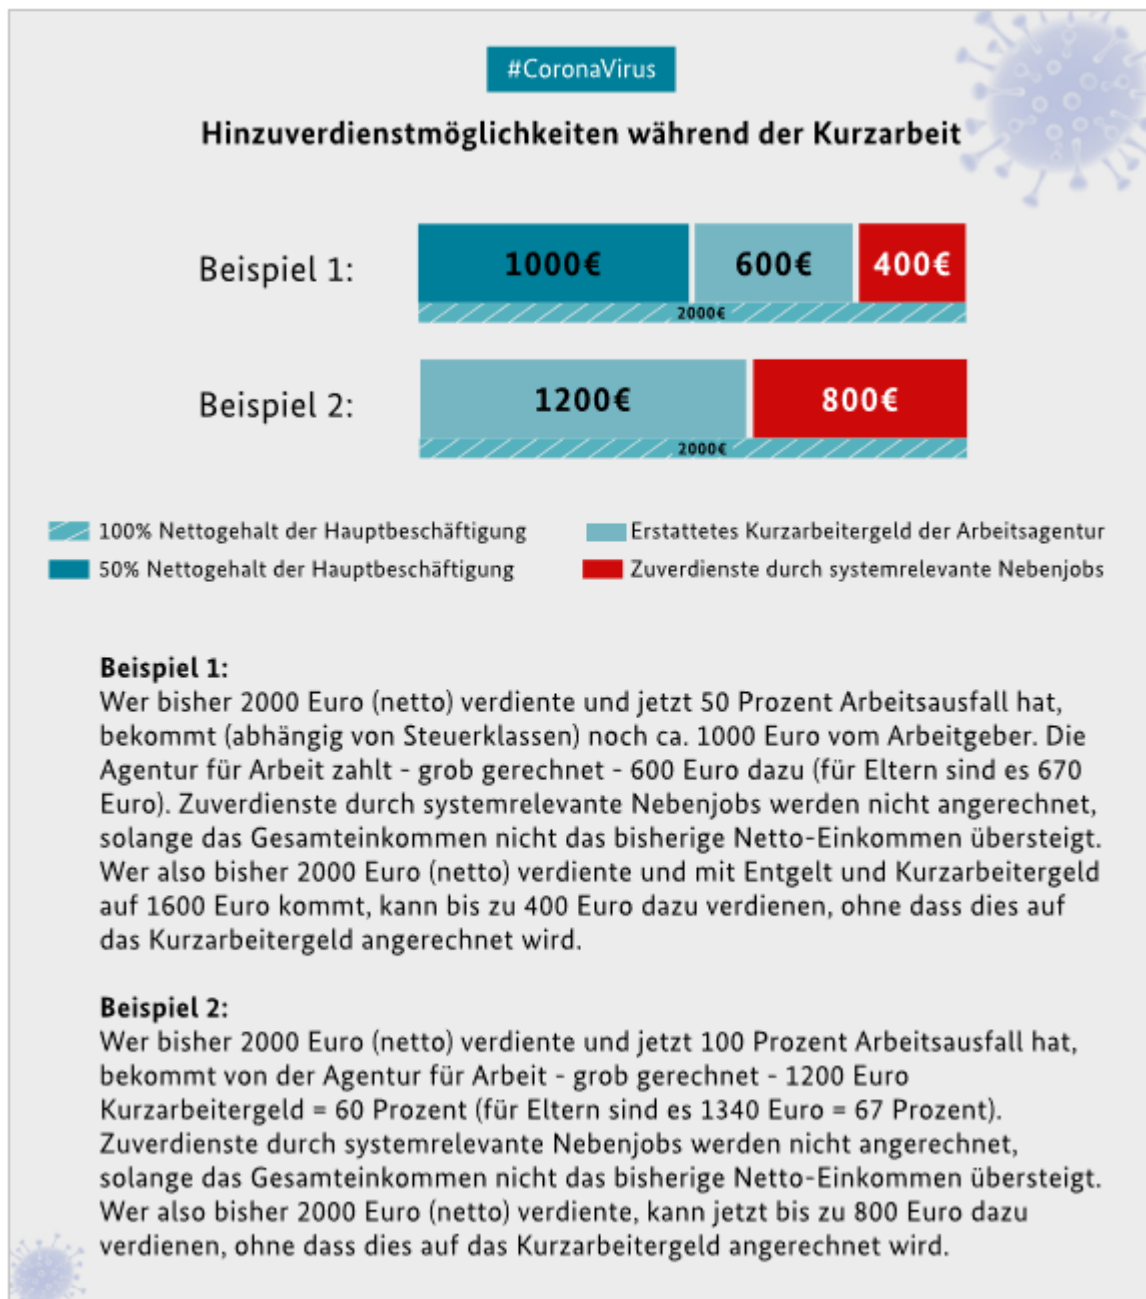 #CoronaVirus
Hinzuverdienstmöglichkeiten während der Kurzarbeit
Beispiel 1:
1000€
600€
400€
2000€
Beispiel 2:
1200€
800€
2000€
100% Nettogehalt der Hauptbeschäftigung
Erstattetes Kurzarbeitergeld der Arbeitsagentur
50% Nettogehalt der Hauptbeschäftigung
Zuverdienste durch systemrelevante Nebenjobs
Beispiel 1:
Wer bisher 2000 Euro (netto) verdiente und jetzt 50 Prozent Arbeitsausfall hat,
bekommt (abhängig von Steuerklassen) noch ca. 1000 Euro vom Arbeitgeber. Die
Agentur für Arbeit zahlt - grob gerechnet - 600 Euro dazu (für Eltern sind es 670
Euro). Zuverdienste durch systemrelevante Nebenjobs werden nicht angerechnet,
solange das Gesamteinkommen nicht das bisherige Netto-Einkommen übersteigt.
Wer also bisher 2000 Euro (netto) verdiente und mit Entgelt und Kurzarbeitergeld
auf 1600 Euro kommt, kann bis zu 400 Euro dazu verdienen, ohne dass dies auf
das Kurzarbeitergeld angerechnet wird.
Beispiel 2:
Wer bisher 2000 Euro (netto) verdiente und jetzt 100 Prozent Arbeitsausfall hat,
bekommt von der Agentur für Arbeit - grob gerechnet - 1200 Euro
Kurzarbeitergeld = 60 Prozent (für Eltern sind es 1340 Euro = 67 Prozent).
Zuverdienste durch systemrelevante Nebenjobs werden nicht angerechnet,
solange das Gesamteinkommen nicht das bisherige Netto-Einkommen übersteigt.
Wer also bisher 2000 Euro (netto) verdiente, kann jetzt bis zu 800 Euro dazu
verdienen, ohne dass dies auf das Kurzarbeitergeld angerechnet wird.